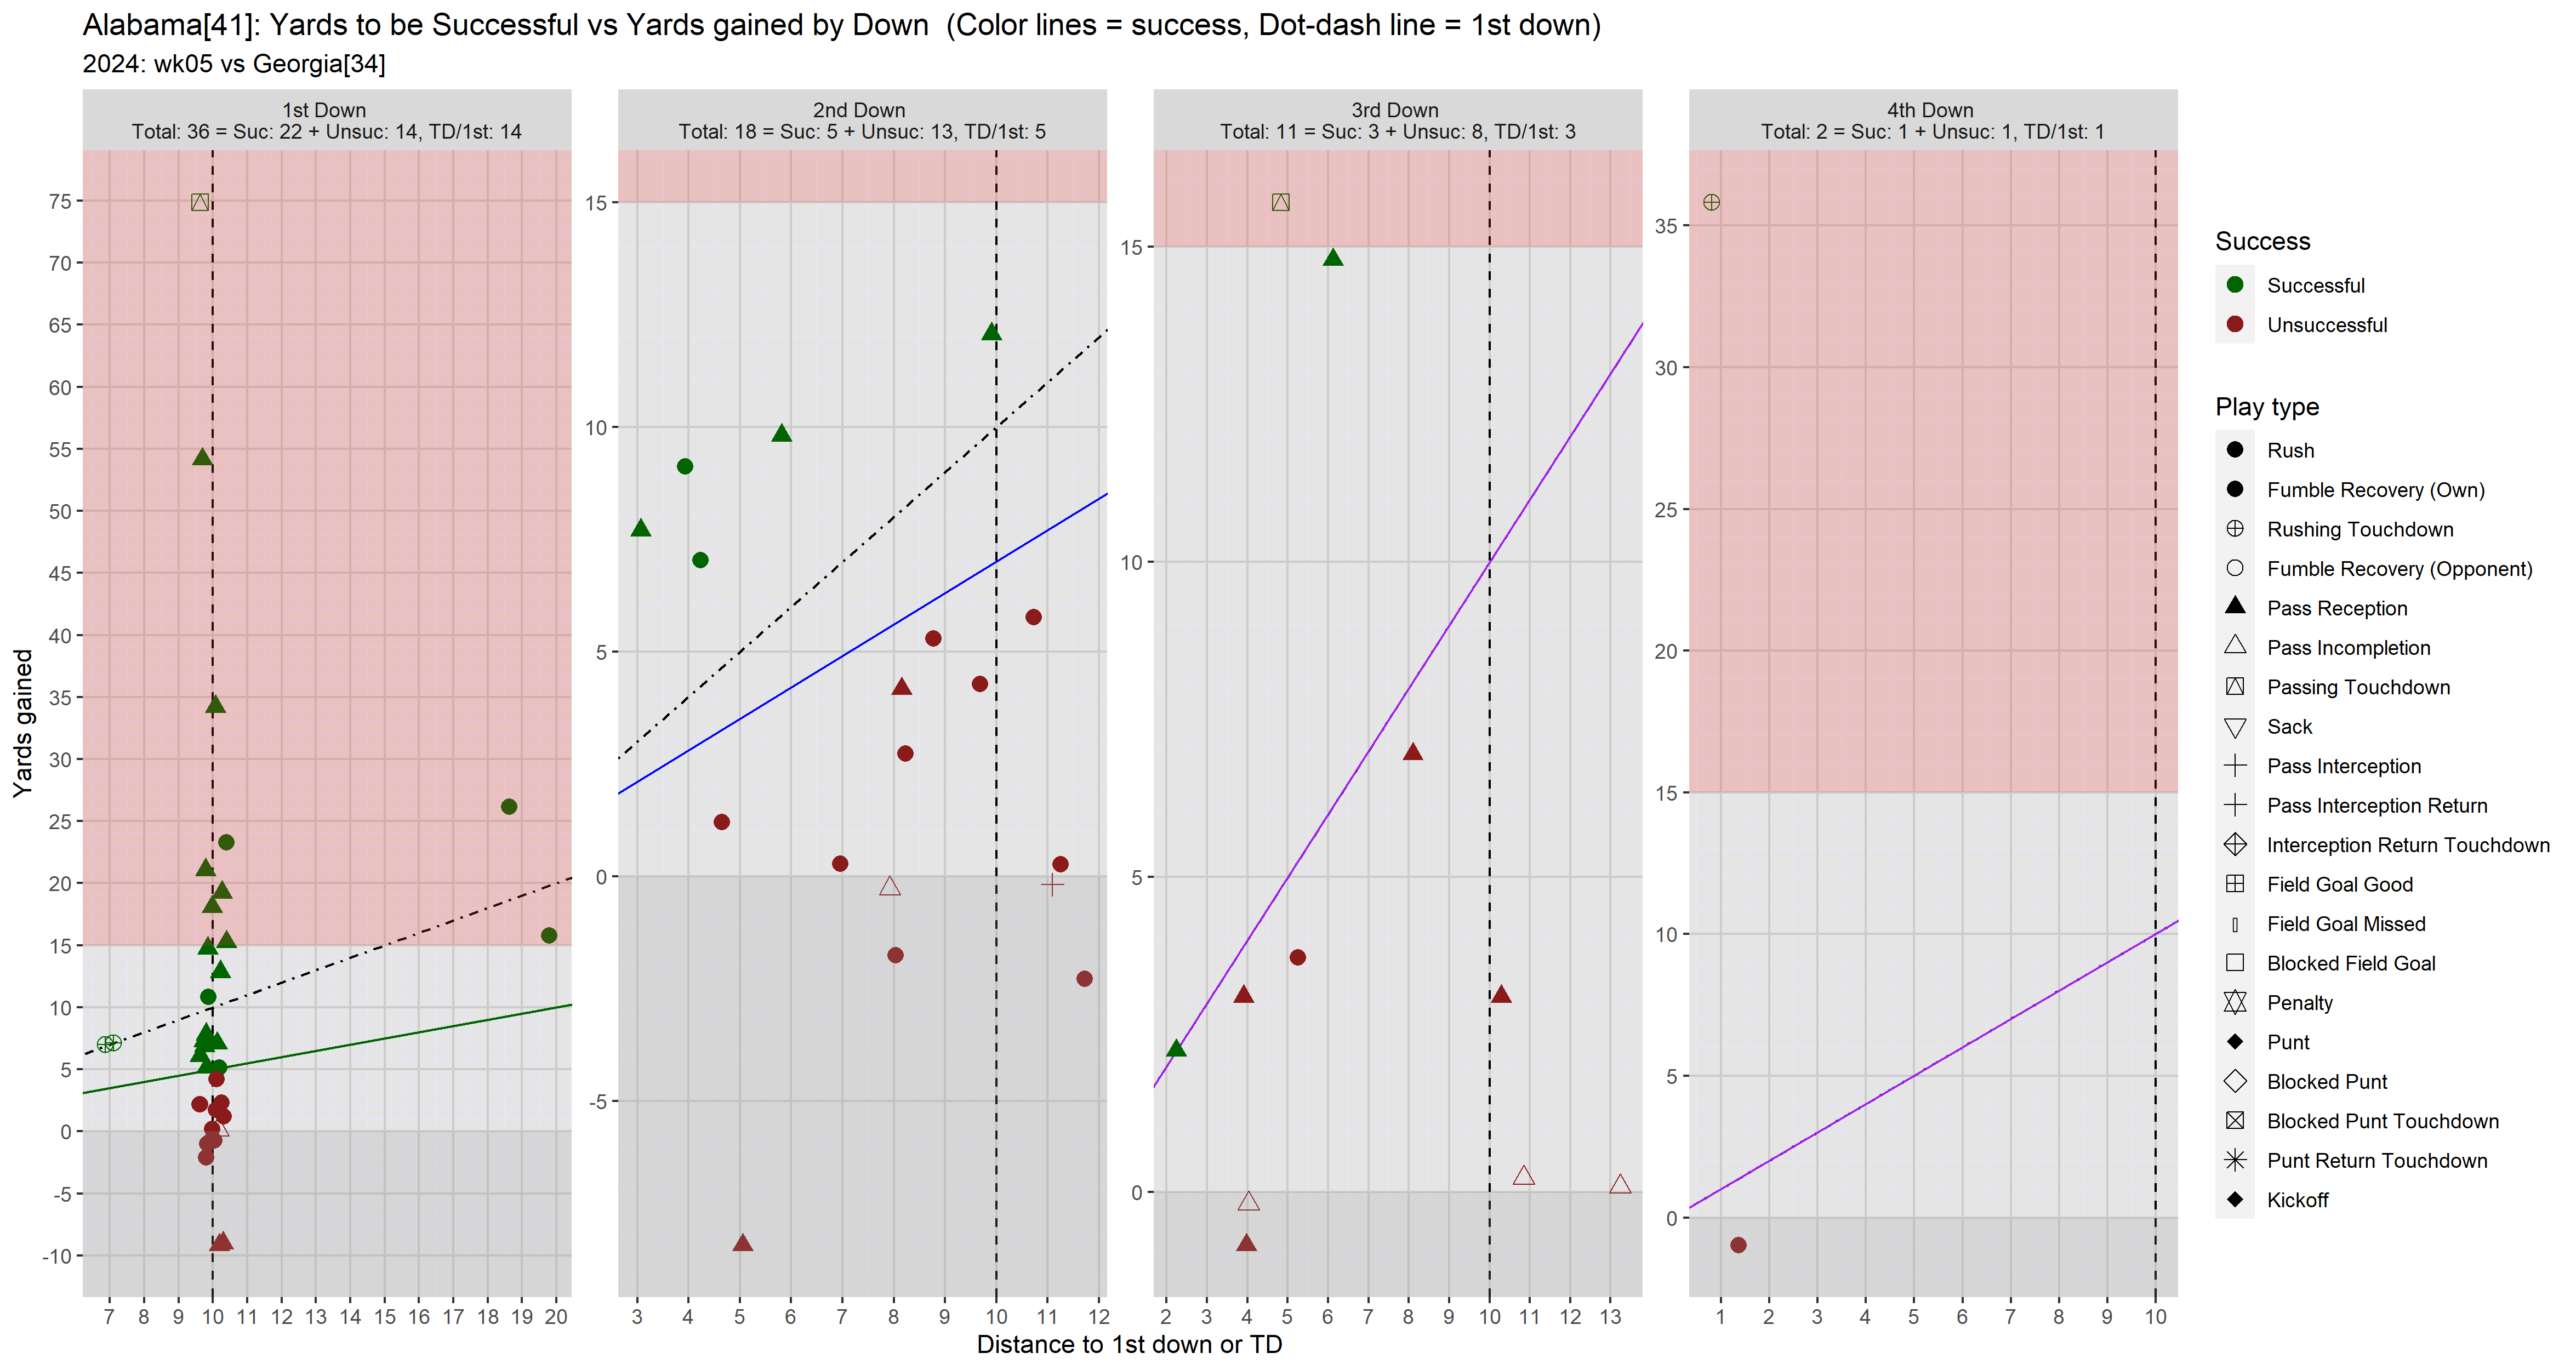 Alabama[41]: Yards to be Successful vs Yards gained by Down  (Color lines = success, Dot-dash line = 1st down)
2024: wk05 vs Georgia[34]
1st Down
Total: 36 = Suc: 22 + Unsuc: 14, TD/1st: 14
2nd Down
Total: 18 = Suc: 5 + Unsuc: 13, TD/1st: 5
3rd Down
Total: 11 = Suc: 3 + Unsuc: 8, TD/1st: 3
4th Down
Total: 2 = Suc: 1 + Unsuc: 1, TD/1st: 1
Yards gained
75
70
65
60
55
50
45
40
35
30
25
20
15
10
5
0
-5
-10
7 8 9 10 11 12 13 14 15 16 17 18 19 20
15
10
5
0
-5
3 4 5 6 7 8 9 10 11 12
15
10
5
0
2 3 4 5 6 7 8 9 10 11 12 13
35
30
25
20
15
10
5
0
1 2 3 4 5 6 7 8 9 10
Distance to 1st down or TD
Success
Successful
Unsuccessful
Play type
Rush
Fumble Recovery (Own)
Rushing Touchdown
Fumble Recovery (Opponent)
Pass Reception
Pass Incompletion
Passing Touchdown
Sack
Pass Interception
Pass Interception Return
Interception Return Touchdown
Field Goal Good
Field Goal Missed
Blocked Field Goal
Penalty
Punt
Blocked Punt
Blocked Punt Touchdown
Punt Return Touchdown
Kickoff